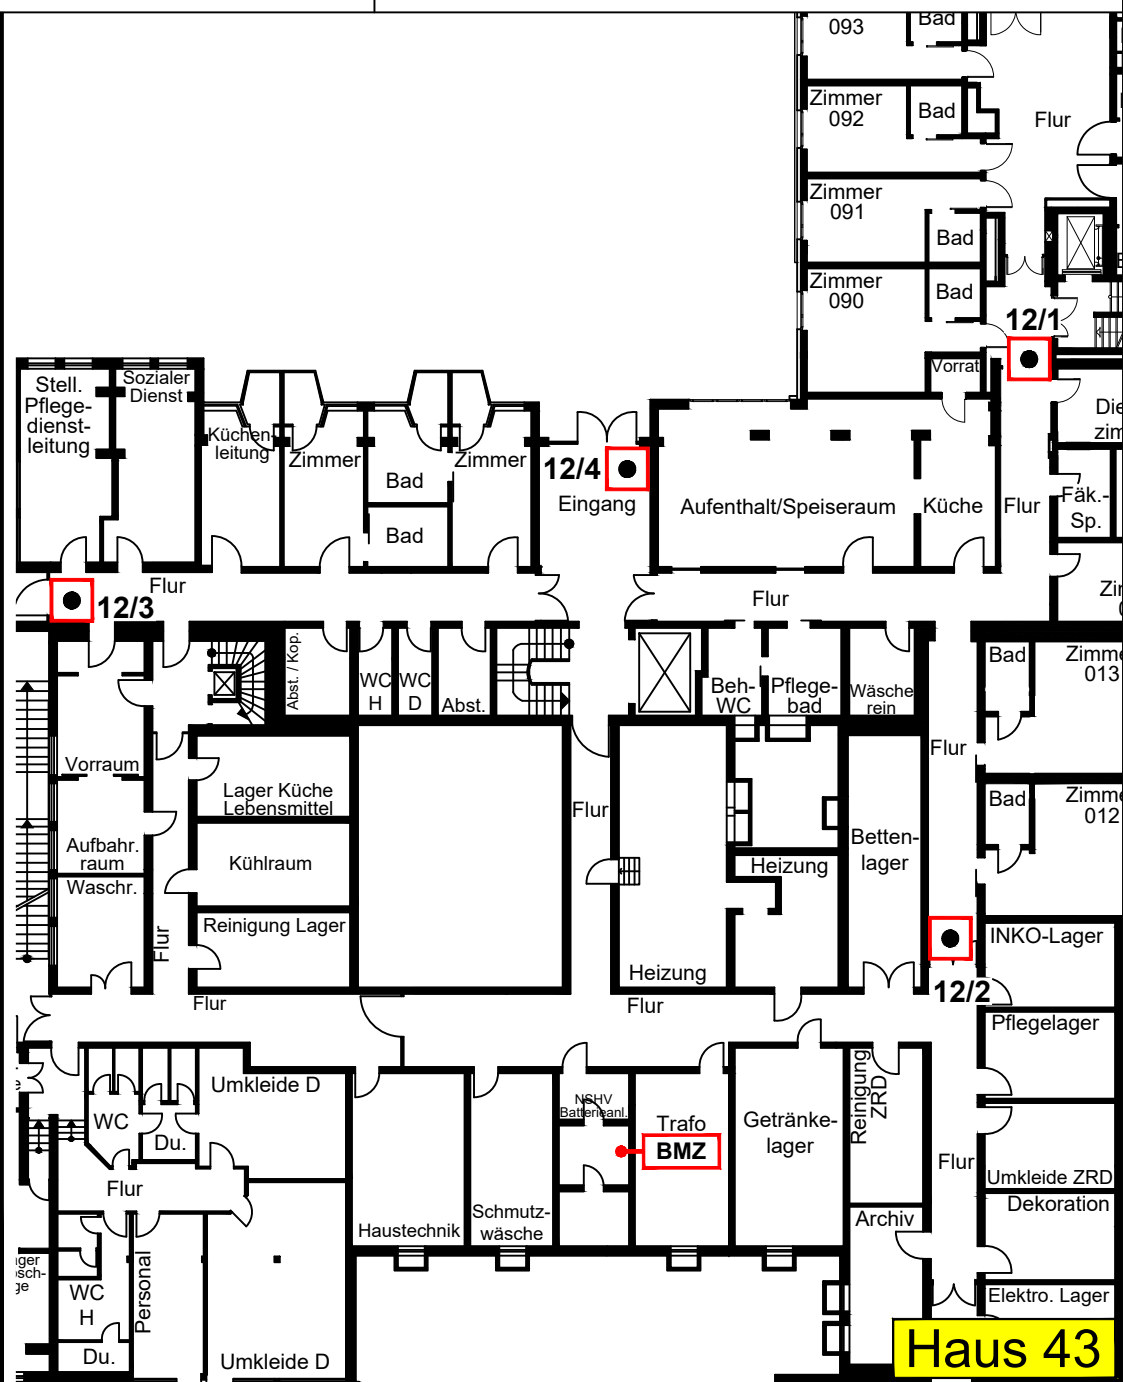 093
Bad
Zimmer
092
Bad
Flur
Zimmer
091
Bad
Zimmer
090
Bad
12/1
Vorrat
Stell.
Pflege-
dienst-
leitung
Sozialer
Dienst
Küchen-
leitung
Zimmer
Bad
Bad
Zimmer
12/4
Eingang
Aufenthalt/Speiseraum
Küche
Flur
Die
zim
Fäk.-
Sp.
12/3
Flur
Flur
Abst. / Kop.
WC
H
WC
D
Abst.
Beh-
WC
Pflege-
bad
Wäsche
rein
Bad
Zimme
013
Flur
Vorraum
Lager Küche
Lebensmittel
Flur
Bad
Zimme
012
Aufbahr.
raum
Kühlraum
Betten-
lager
Heizung
Waschr.
Reinigung Lager
Flur
Heizung
INKO-Lager
12/2
Flur
Flur
Pflegelager
Umkleide D
WC
Du.
NSHV
Batterieanl.
Trafo
BMZ
Getränke-
lager
Reinigung
ZRD
Flur
Umkleide ZRD
Flur
Haustechnik
Schmutz-
wäsche
Archiv
Dekoration
WC
H
Personal
Elektro. Lager
Du.
Umkleide D
Haus 43